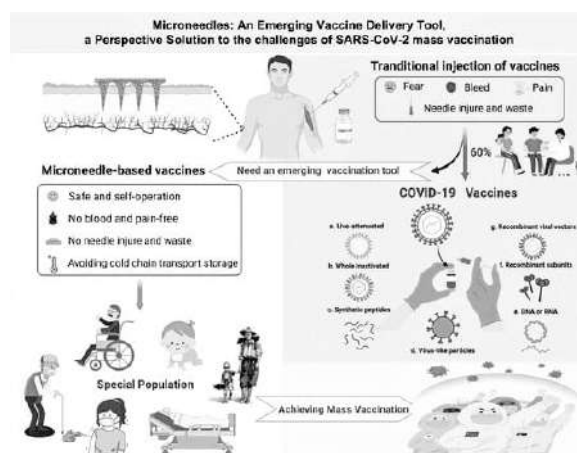 Microneedles: An Emerging Vaccine Delivery Tool,
a Perspective Solution to the challenges of SARS-CoV-2 mass vaccination
Tranditional injection of vaccines
Fear
Bleed
Pain
Needle injure and waste
60%
Need an emerging vaccination tool
Microneedle-based vaccines
Safe and self-operation
No blood and pain-free
No needle injure and waste
Avoiding cold chain transport storage
COVID-19 Vaccines
a. Live attenuated
b. Whole inactivated
c. Synthetic peptides
d. Virus-like particles
e. DNA or RNA
f. Recombinant subunits
g. Recombinant viral vectors
Special Population
Achieving Mass Vaccination